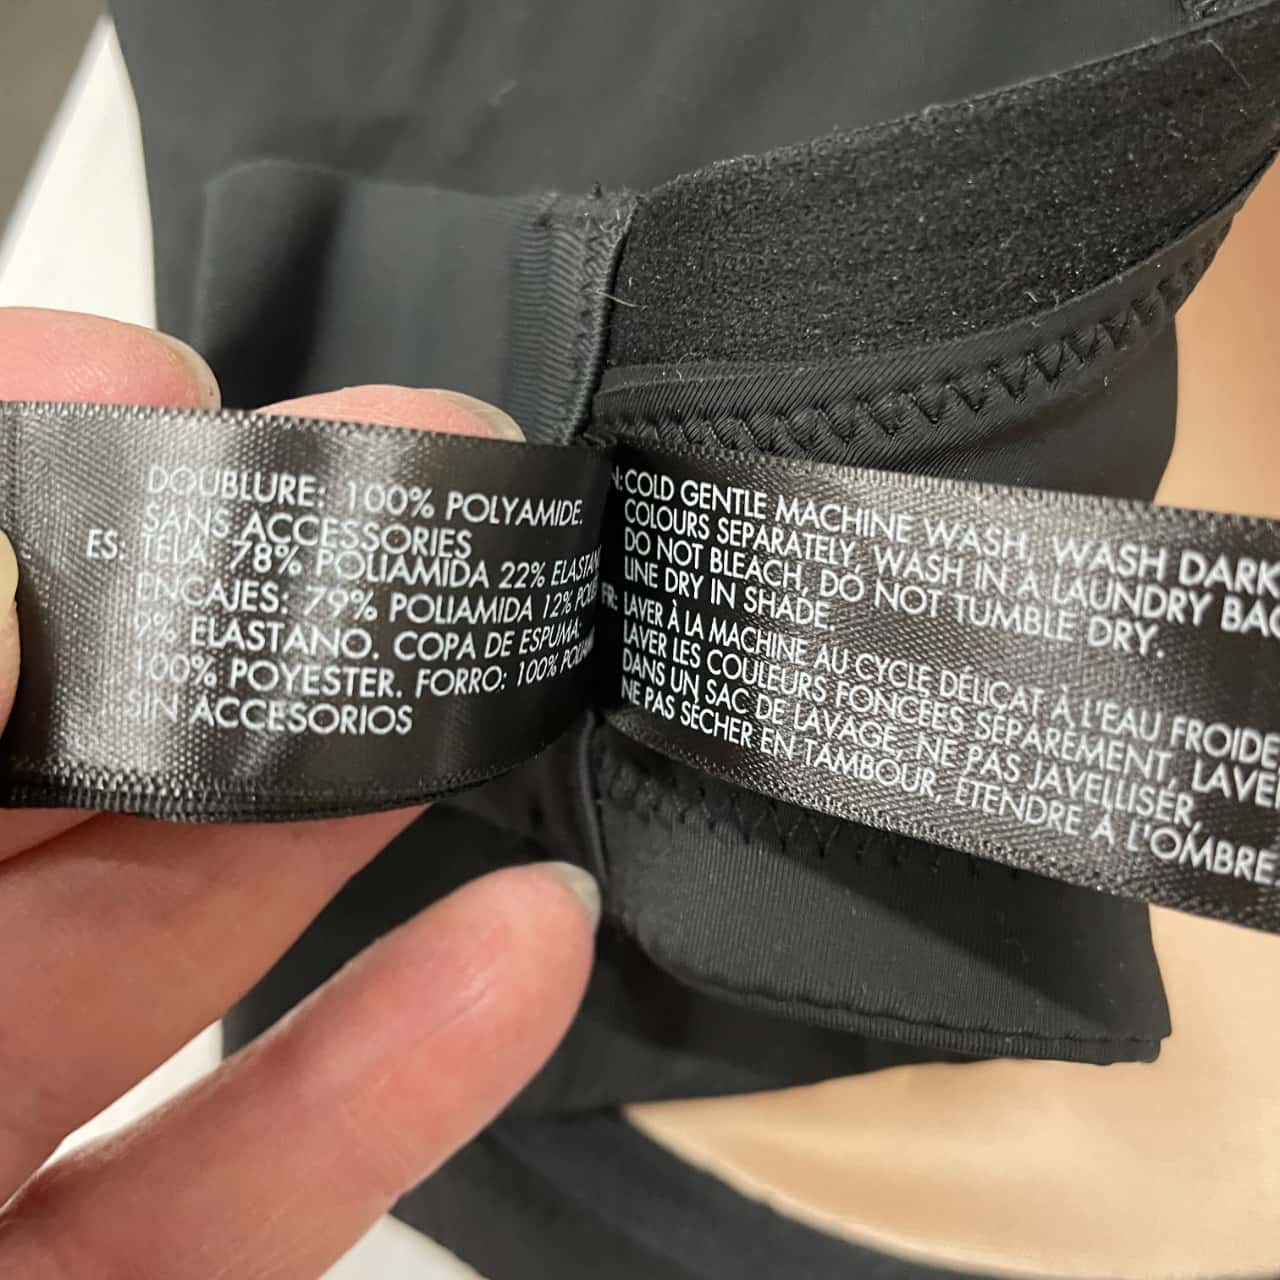 DOUBLURE: 100% POLYAMIDE.
SANS ACCESSORIES
ES: TELA: 78% POLIAMIDA 22%
ENCAJES: 79% POLIAMIDA 12%
9% ELASTANO. COPA DE ESPUMA:
100% POYESTER. FORRO: 100%
SIN ACCESORIOS
COLD GENTLE MACHINE WASH, WASH DARK
COLOURS SEPARATELY, WASH IN LAUNDRY
DO NOT BLEACH, DO NOT TUMBLE DRY.
LINE DRY IN SHADE.
FR: LAVER À LA MACHINE AU CYCLE DÉLICAT À L'EAU FROIDE
LAVER LES COULEURS FONCÉES SÉPARÉMENT, LAVER
DANS UN SAC DE LAVAGE, NE PAS JAVELLISER,
NE PAS SÉCHER EN TAMBOUR, ÉTENDRE À L'OMBRE.